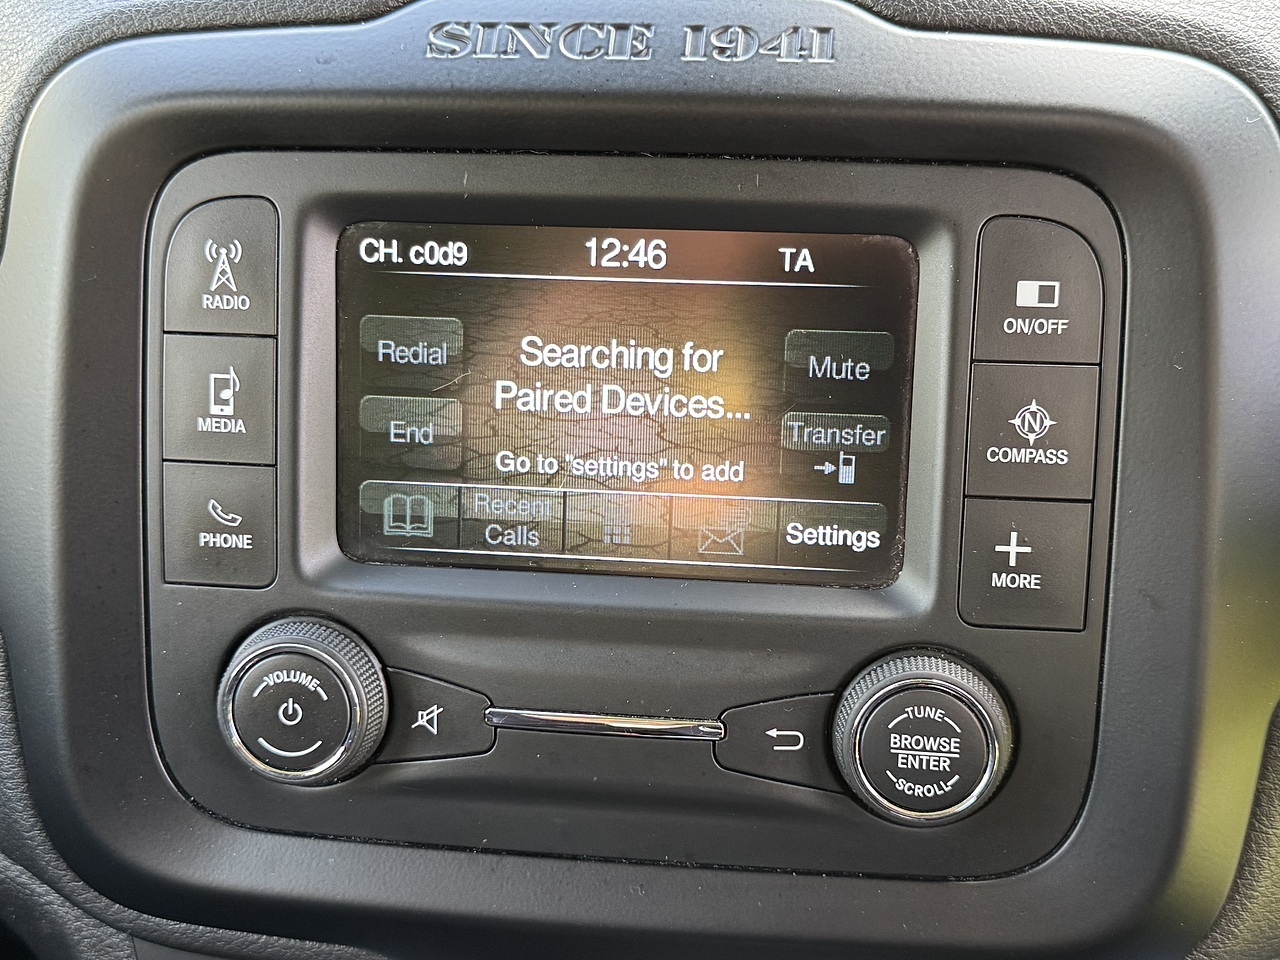 SINCE 1941
CH. c0d9 12:46 TA
Redial
Searching for
Paired Devices...
Mute
End
Transfer
Go to "settings" to add
Recent
Calls
Settings
RADIO
MEDIA
PHONE
ON/OFF
N
COMPASS
MORE
VOLUME
TUNE
BROWSE
ENTER
SCROLL